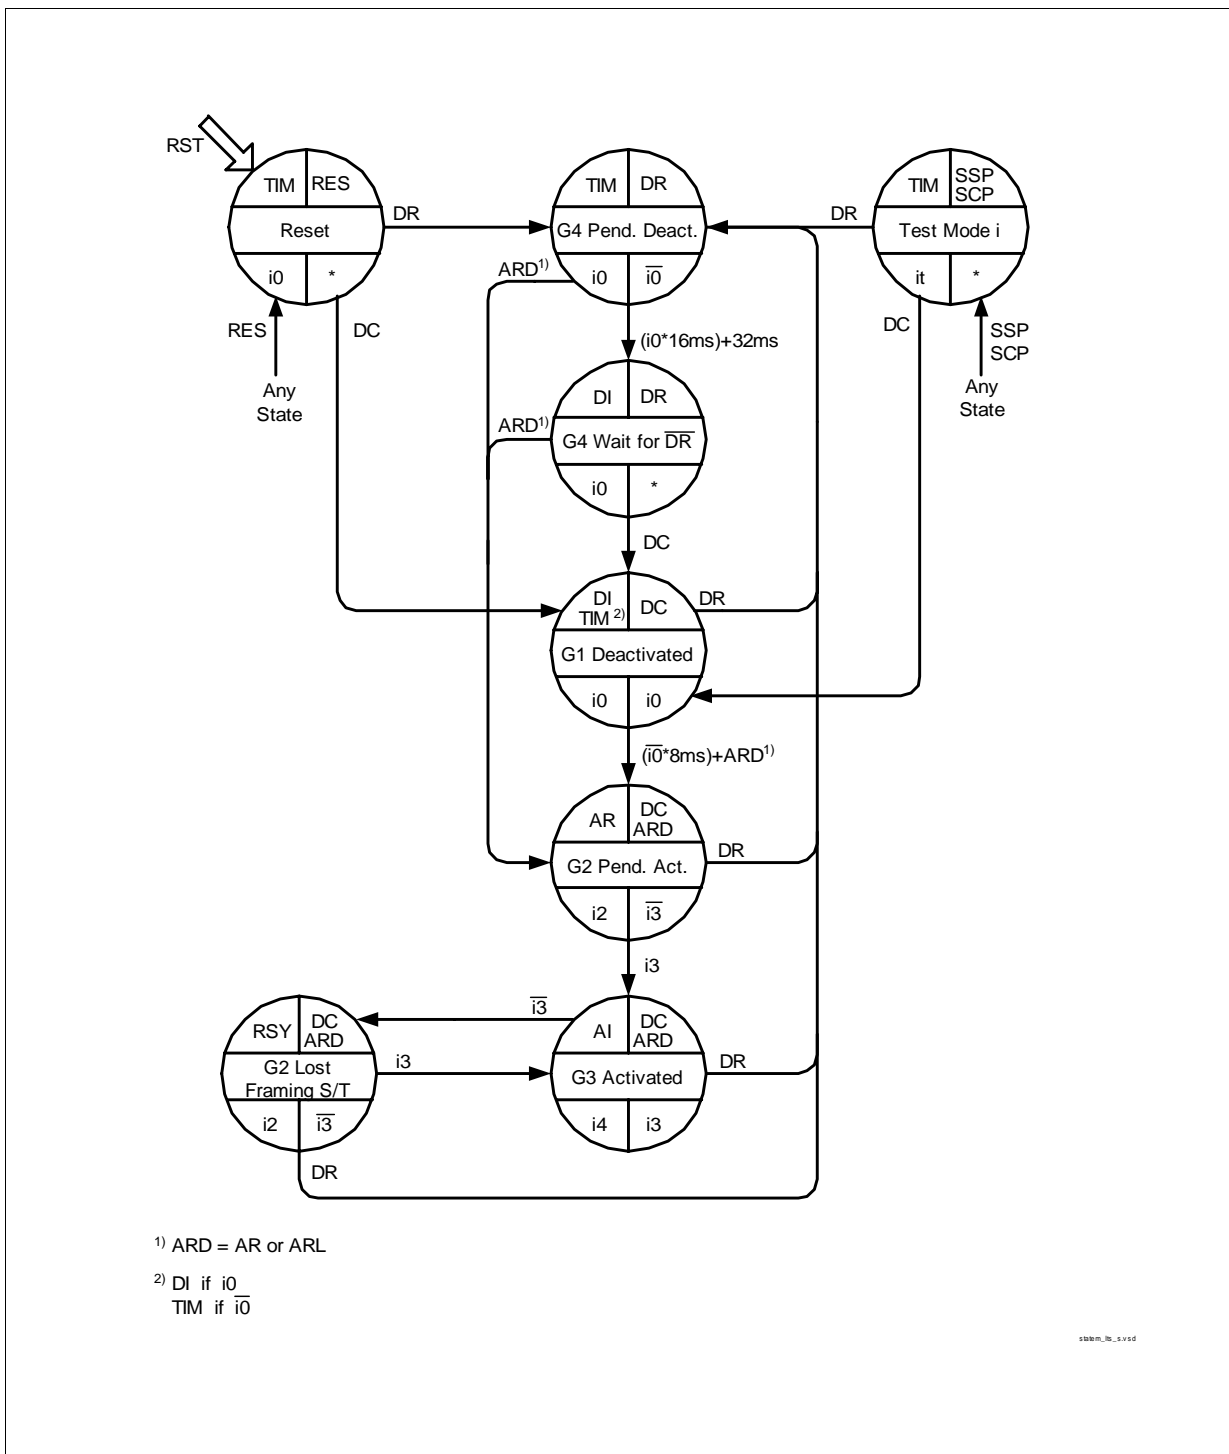 RST
TIM RES
Reset
i0 *
RES
Any
State
DR
DC
TIM DR
G4 Pend. Deact.
i0 i̅0̅
ARD¹⁾
(i0*16ms)+32ms
DR
TIM SSP
SCP
Test Mode i
it *
DC
SSP
SCP
Any
State
DI DR
G4 Wait for D̅R̅
i0 *
ARD¹⁾
DC
DI
TIM ²⁾ DC
G1 Deactivated
i0 i0
DR
(i̅0̅*8ms)+ARD¹⁾
AR DC
ARD
G2 Pend. Act.
i2 i̅3̅
DR
i3
i̅3̅
RSY DC
ARD
G2 Lost
Framing S/T
i2 i̅3̅
i3
DR
AI DC
ARD
G3 Activated
i4 i3
DR
¹⁾ ARD = AR or ARL
²⁾ DI if i0
TIM if i̅0̅
statem_lts_s.vsd